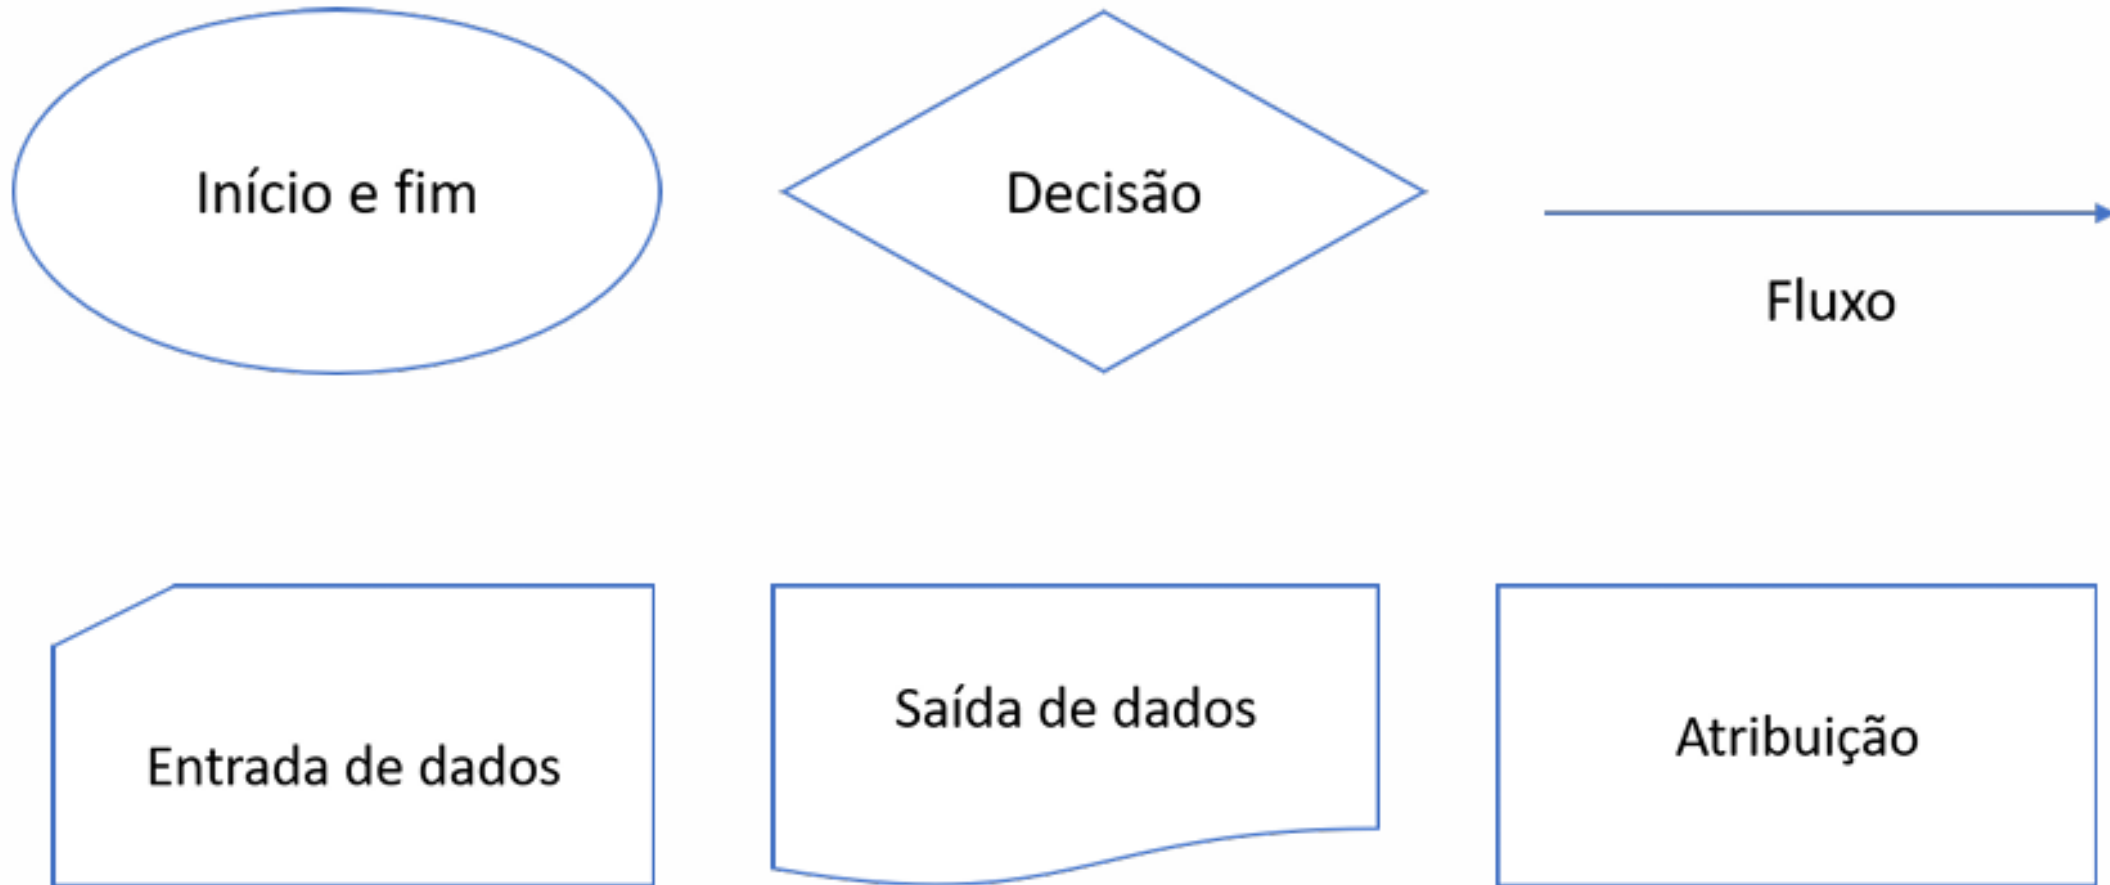 Início e fim
Decisão
Fluxo
Entrada de dados
Saída de dados
Atribuição